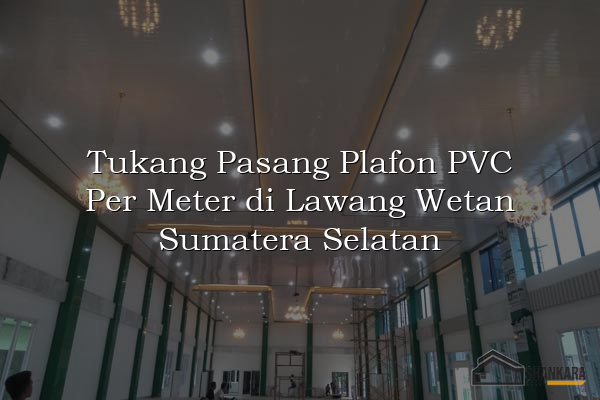 Tukang Pasang Plafon PVC
Per Meter di Lawang Wetan
Sumatera Selatan